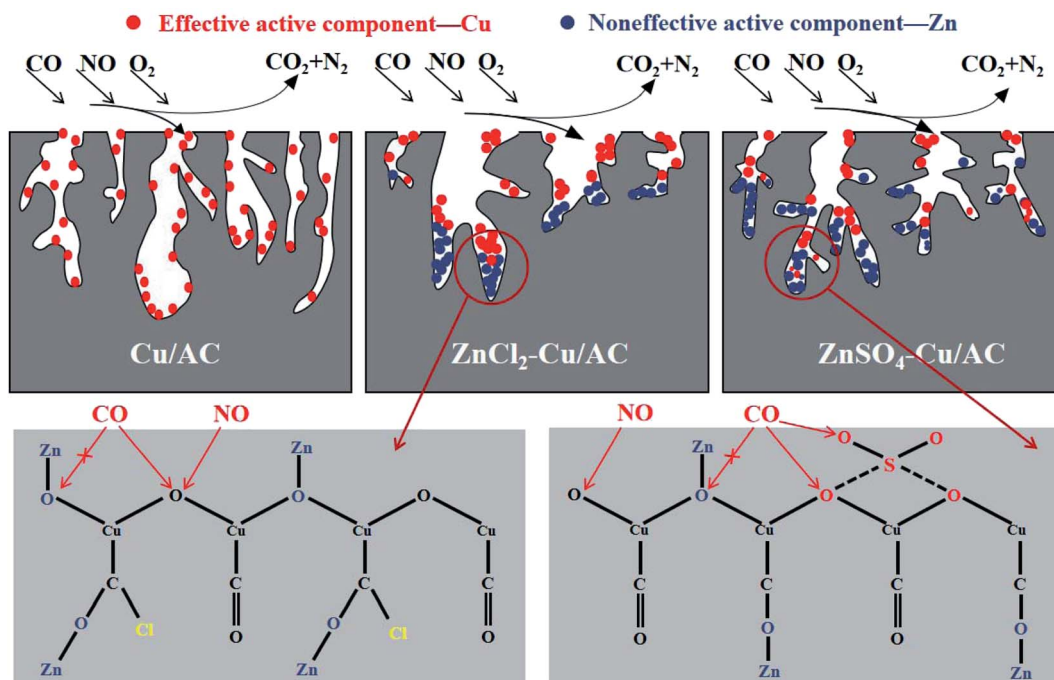 Effective active component—Cu Noneffective active component—Zn
CO NO O₂ CO₂+N₂ CO NO O₂ CO₂+N₂ CO NO O₂ CO₂+N₂
Cu/AC ZnCl₂-Cu/AC ZnSO₄-Cu/AC
CO NO NO CO
Zn Zn O O
Zn S
O O O O O O O O
Cu Cu Cu Cu Cu Cu Cu Cu
C C C C C C C C
O Cl O O Cl O O O O O
Zn Zn Zn Zn